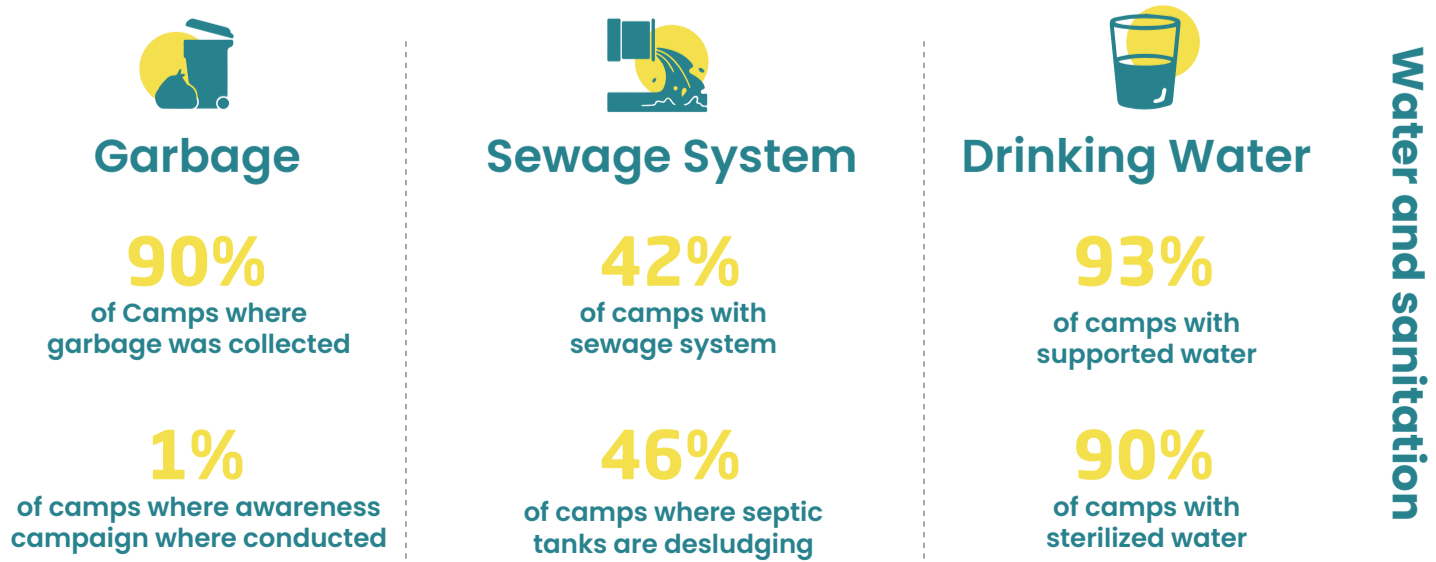 Garbage
90%
of Camps where
garbage was collected
1%
of camps where awareness
campaign where conducted
Sewage System
42%
of camps with
sewage system
46%
of camps where septic
tanks are desludging
Drinking Water
93%
of camps with
supported water
90%
of camps with
sterilized water
Water and sanitation